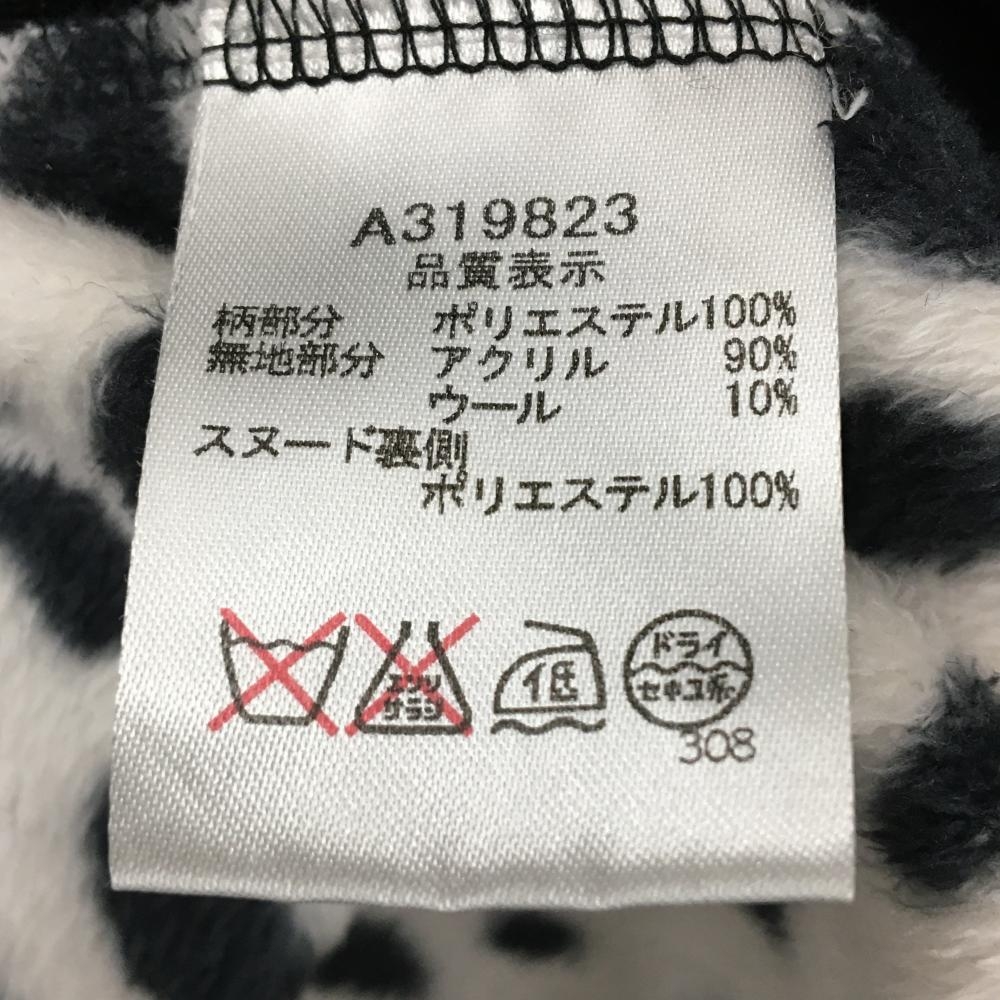 A319823
品質表示
柄部分 ポリエステル100%
無地部分 アクリル 90%
ウール 10%
スヌード裏側
ポリエステル100%
エンソ
サラシ
低
ドライ
セキユ系
308